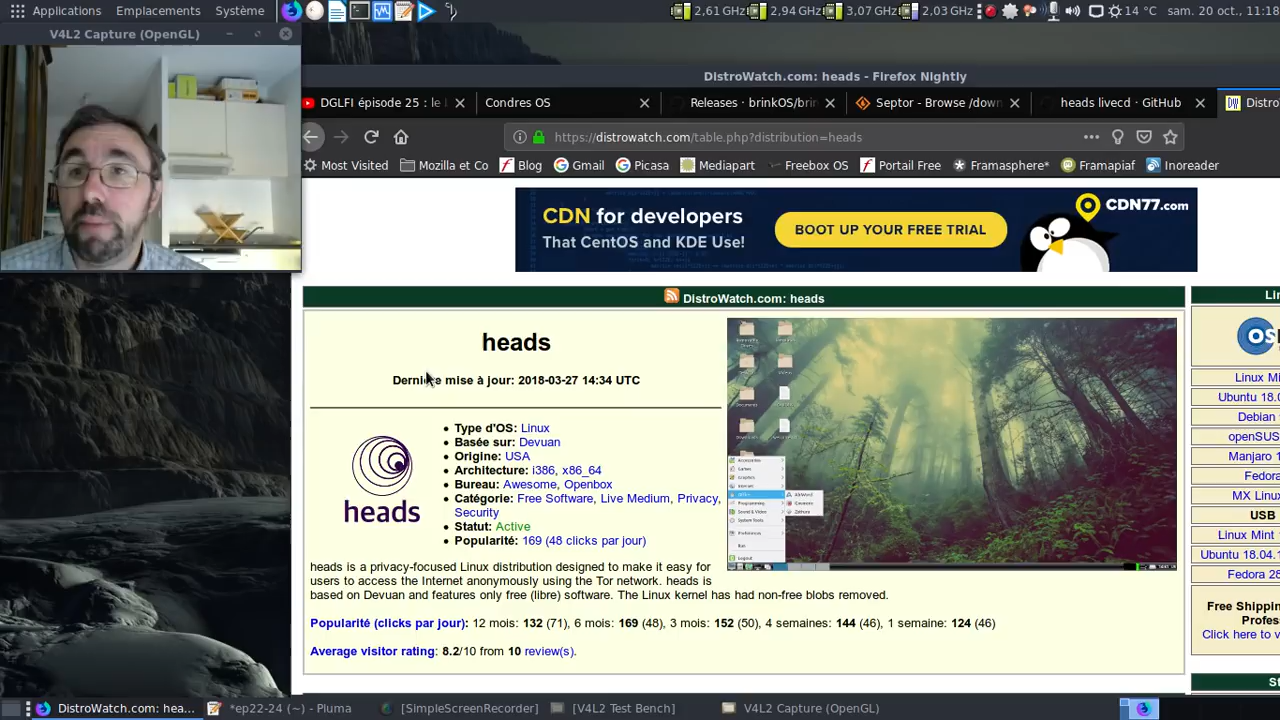 Applications Emplacements Système
2,61 GHz 2,94 GHz 3,07 GHz 2,03 GHz 14 °C sam. 20 oct., 11:18
V4L2 Capture (OpenGL)
DistroWatch.com: heads - Firefox Nightly
DGLFI épisode 25 : le l
Condres OS
Releases · brinkOS/brin
Septor - Browse /down
heads livecd · GitHub
Distro
https://distrowatch.com/table.php?distribution=heads
Most Visited Mozilla et Co Blog Gmail Picasa Mediapart Freebox OS Portail Free Framasphere* Framapiaf Inoreader
CDN for developers
That CentOS and KDE Use!
BOOT UP YOUR FREE TRIAL
CDN77.com
DistroWatch.com: heads
heads
Dernière mise à jour: 2018-03-27 14:34 UTC
heads
Type d'OS: Linux
Basée sur: Devuan
Origine: USA
Architecture: i386, x86_64
Bureau: Awesome, Openbox
Catégorie: Free Software, Live Medium, Privacy,
Security
Statut: Active
Popularité: 169 (48 clicks par jour)
heads is a privacy-focused Linux distribution designed to make it easy for
users to access the Internet anonymously using the Tor network. heads is
based on Devuan and features only free (libre) software. The Linux kernel has had non-free blobs removed.
Popularité (clicks par jour): 12 mois: 132 (71), 6 mois: 169 (48), 3 mois: 152 (50), 4 semaines: 144 (46), 1 semaine: 124 (46)
Average visitor rating: 8.2/10 from 10 review(s).
Lin
OS
Linux Mi
Ubuntu 18.0
Debian
openSUS
Manjaro 1
Fedora
MX Linux
USB
Linux Mint
Ubuntu 18.04.1
Fedora 28
Free Shippin
Profes
Click here to v
St
DistroWatch.com: hea...
*ep22-24 (~) - Pluma
[SimpleScreenRecorder]
[V4L2 Test Bench]
V4L2 Capture (OpenGL)